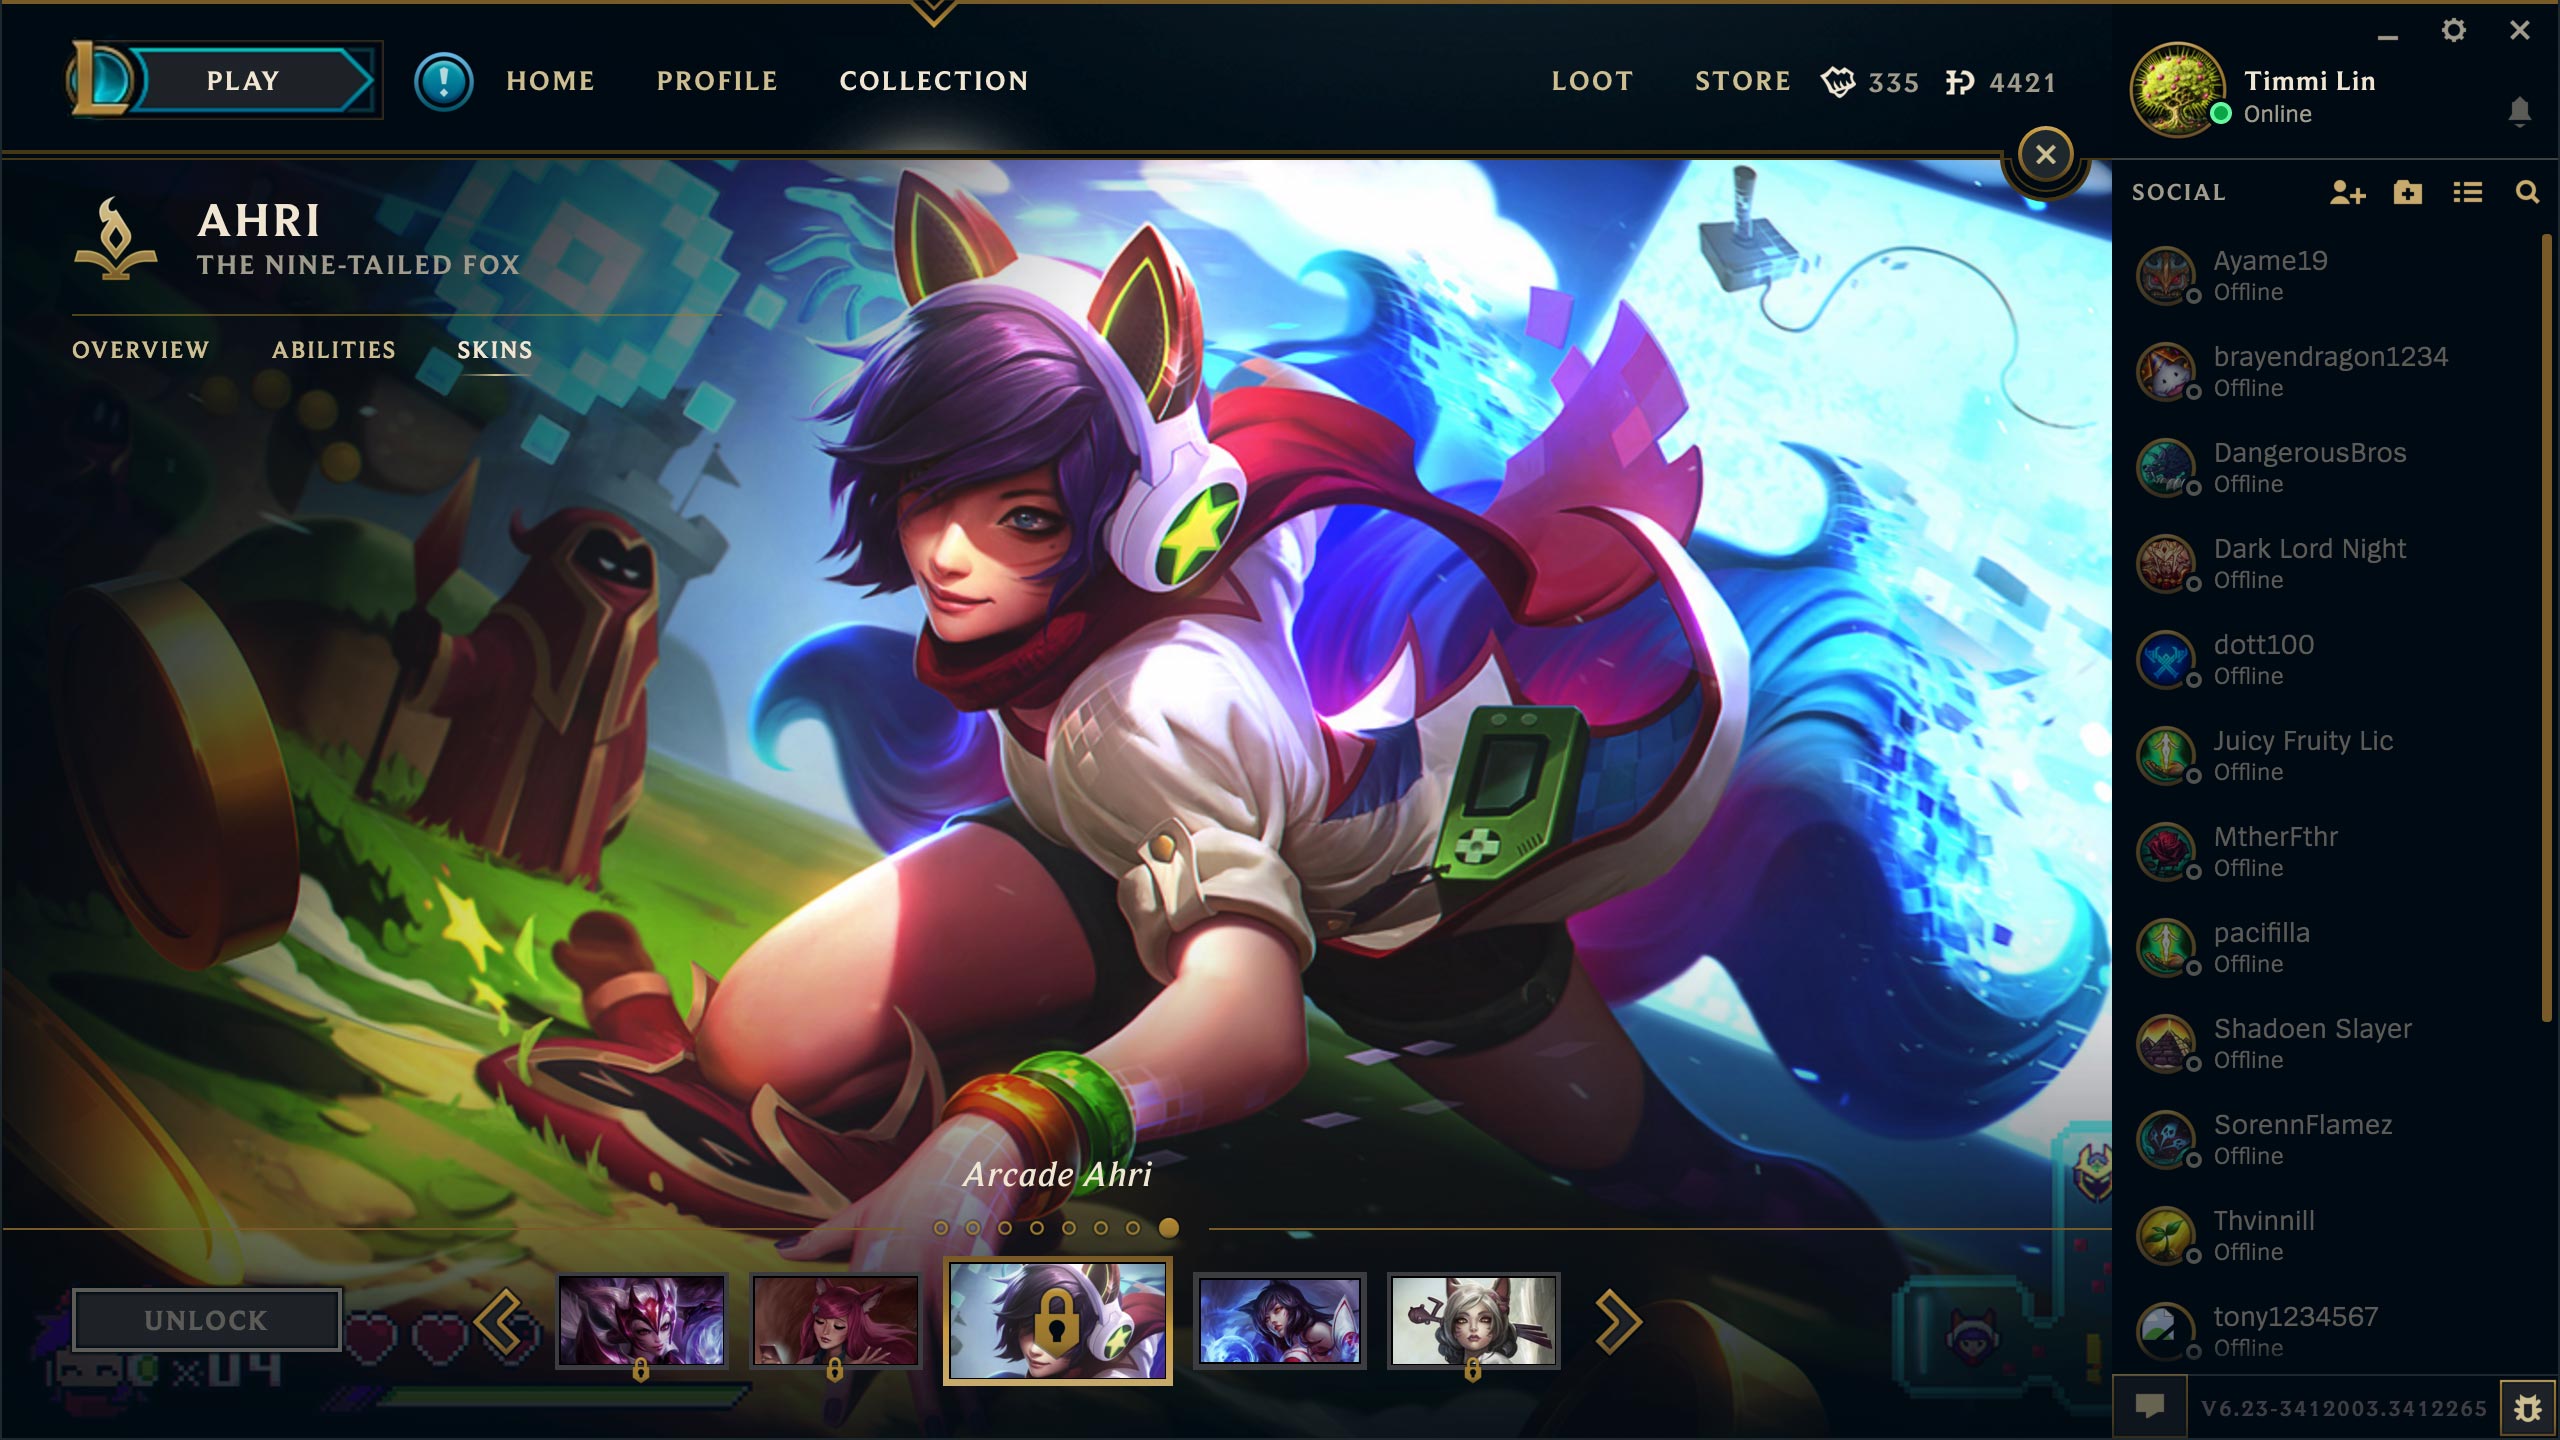 PLAY
HOME
PROFILE
COLLECTION
LOOT
STORE
335
4421
Timmi Lin
Online
AHRI
THE NINE-TAILED FOX
OVERVIEW
ABILITIES
SKINS
Arcade Ahri
UNLOCK
x04
SOCIAL
Ayame19
Offline
brayendragon1234
Offline
DangerousBros
Offline
Dark Lord Night
Offline
dott100
Offline
Juicy Fruity Lic
Offline
MtherFthr
Offline
pacifilla
Offline
Shadoen Slayer
Offline
SorennFlamez
Offline
Thvinnill
Offline
tony1234567
Offline
V6.23-3412003.3412265